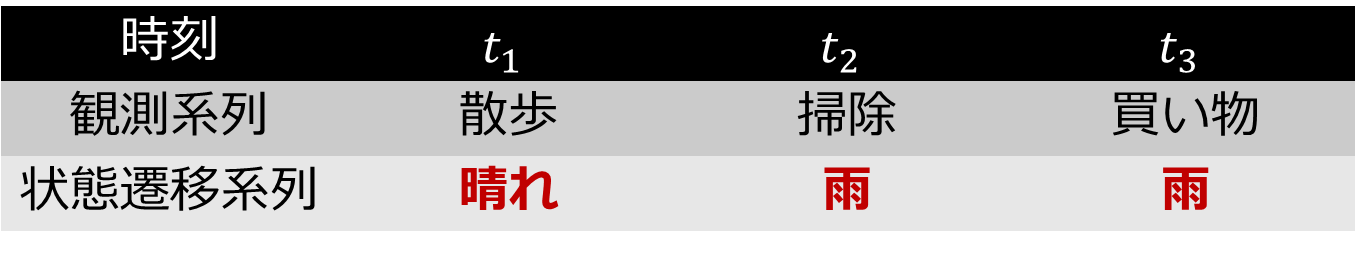 時刻 t₁ t₂ t₃
観測系列 散歩 掃除 買い物
状態遷移系列 晴れ 雨 雨